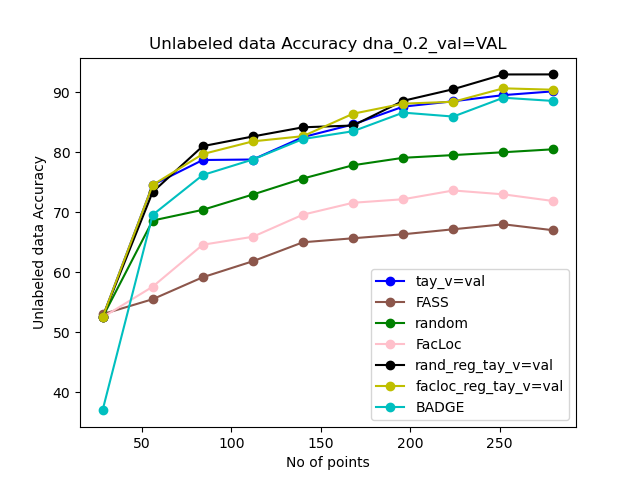 Unlabeled data Accuracy dna_0.2_val=VAL
90
80
70
60
50
40
Unlabeled data Accuracy
50
100
150
200
250
No of points
tay_v=val
FASS
random
FacLoc
rand_reg_tay_v=val
facloc_reg_tay_v=val
BADGE